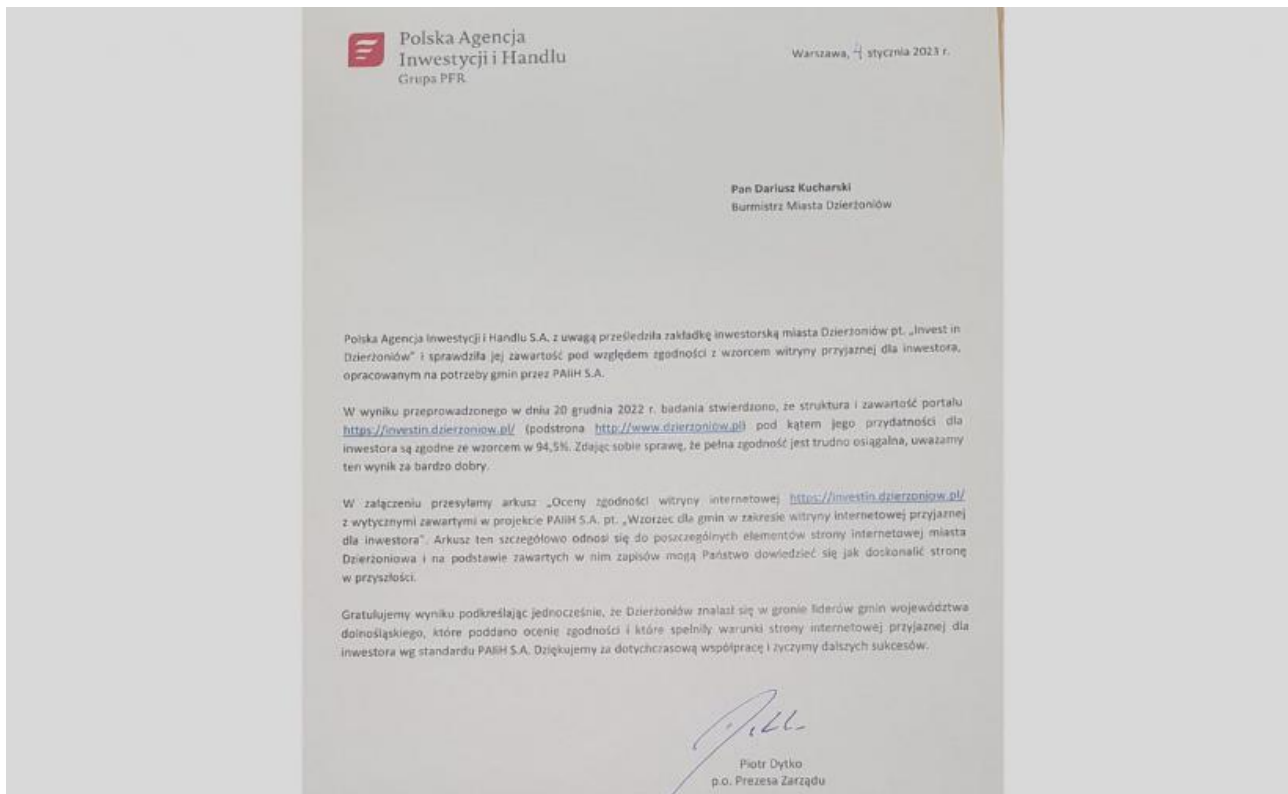 Polska Agencja
Inwestycji i Handlu
Grupa PFR
Warszawa, 4 stycznia 2023 r.
Pan Dariusz Kucharski
Burmistrz Miasta Dzierżoniów
Polska Agencja Inwestycji i Handlu S.A. z uwagą prześledziła zakładkę inwestorską miasta Dzierżoniów pt. „Invest in
Dzierżoniów” i sprawdziła jej zawartość pod względem zgodności z wzorcem witryny przyjaznej dla inwestora,
opracowanym na potrzeby gmin przez PAIiH S.A.
W wyniku przeprowadzonego w dniu 20 grudnia 2022 r. badania stwierdzono, że struktura i zawartość portalu
https://investin.dzierzoniow.pl/ (podstrona http://www.dzierzoniow.pl) pod kątem jego przydatności dla
inwestora są zgodne ze wzorcem w 94,5%. Zdając sobie sprawę, że pełna zgodność jest trudno osiągalna, uważamy
ten wynik za bardzo dobry.
W załączeniu przesyłamy arkusz „Oceny zgodności witryny internetowej https://investin.dzierzoniow.pl/
z wytycznymi zawartymi w projekcie PAIiH S.A. pt. „Wzorzec dla gmin w zakresie witryny internetowej przyjaznej
dla inwestora”. Arkusz ten szczegółowo odnosi się do poszczególnych elementów strony internetowej miasta
Dzierżoniowa i na podstawie zawartych w nim zapisów mogą Państwo dowiedzieć się jak doskonalić stronę
w przyszłości.
Gratulujemy wyniku podkreślając jednocześnie, że Dzierżoniów znalazł się w gronie liderów gmin województwa
dolnośląskiego, które poddano ocenie zgodności i które spełniły warunki strony internetowej przyjaznej dla
inwestora wg standardu PAIiH S.A. Dziękujemy za dotychczasową współpracę i życzymy dalszych sukcesów.
Piotr Dytko
p.o. Prezesa Zarządu